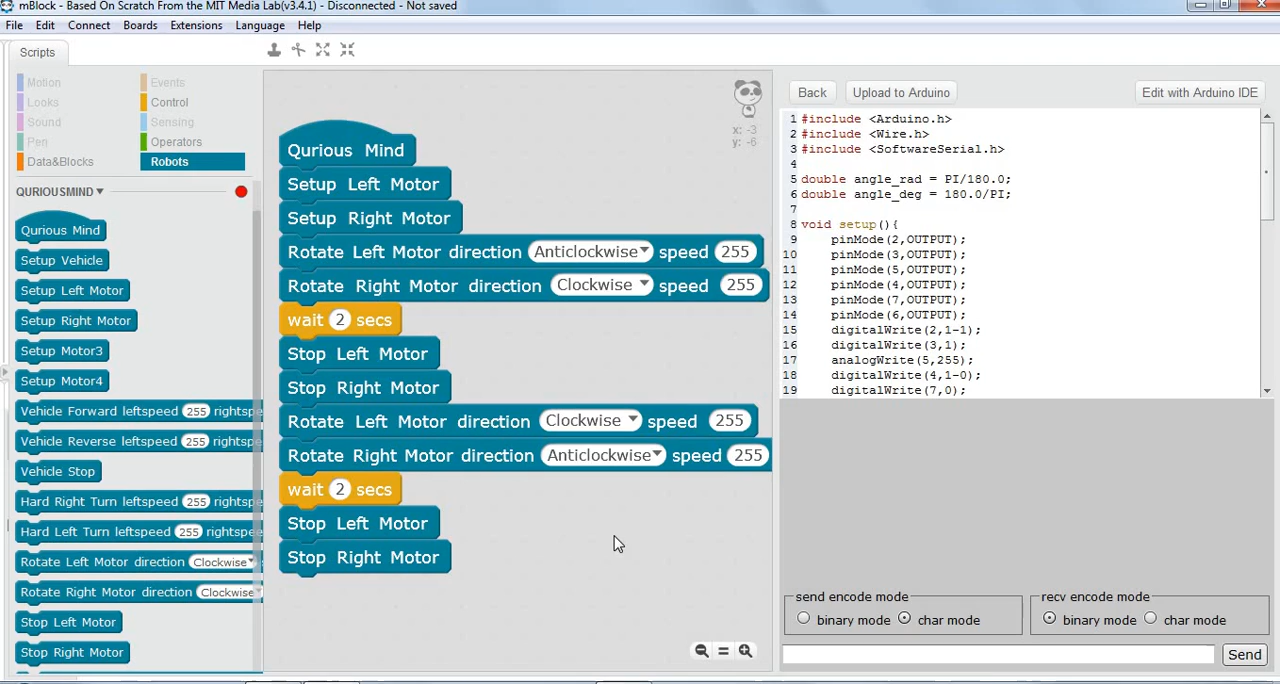 mBlock - Based On Scratch From the MIT Media Lab(v3.4.1) - Disconnected - Not saved
File Edit Connect Boards Extensions Language Help
Scripts
Motion Events
Looks Control
Sound Sensing
Pen Operators
Data&Blocks Robots
QURIOUSMIND
Qurious Mind
Setup Vehicle
Setup Left Motor
Setup Right Motor
Setup Motor3
Setup Motor4
Vehicle Forward leftspeed 255 rightspe
Vehicle Reverse leftspeed 255 rightspe
Vehicle Stop
Hard Right Turn leftspeed 255 rightspe
Hard Left Turn leftspeed 255 rightspe
Rotate Left Motor direction Clockwise
Rotate Right Motor direction Clockwise
Stop Left Motor
Stop Right Motor
Qurious Mind
Setup Left Motor
Setup Right Motor
Rotate Left Motor direction Anticlockwise speed 255
Rotate Right Motor direction Clockwise speed 255
wait 2 secs
Stop Left Motor
Stop Right Motor
Rotate Left Motor direction Clockwise speed 255
Rotate Right Motor direction Anticlockwise speed 255
wait 2 secs
Stop Left Motor
Stop Right Motor
x: -3
y: -6
Back Upload to Arduino Edit with Arduino IDE
1 #include <Arduino.h>
2 #include <Wire.h>
3 #include <SoftwareSerial.h>
4
5 double angle_rad = PI/180.0;
6 double angle_deg = 180.0/PI;
7
8 void setup(){
9 pinMode(2,OUTPUT);
10 pinMode(3,OUTPUT);
11 pinMode(5,OUTPUT);
12 pinMode(4,OUTPUT);
13 pinMode(7,OUTPUT);
14 pinMode(6,OUTPUT);
15 digitalWrite(2,1-1);
16 digitalWrite(3,1);
17 analogWrite(5,255);
18 digitalWrite(4,1-0);
19 digitalWrite(7,0);
send encode mode
binary mode char mode
recv encode mode
binary mode char mode
Send